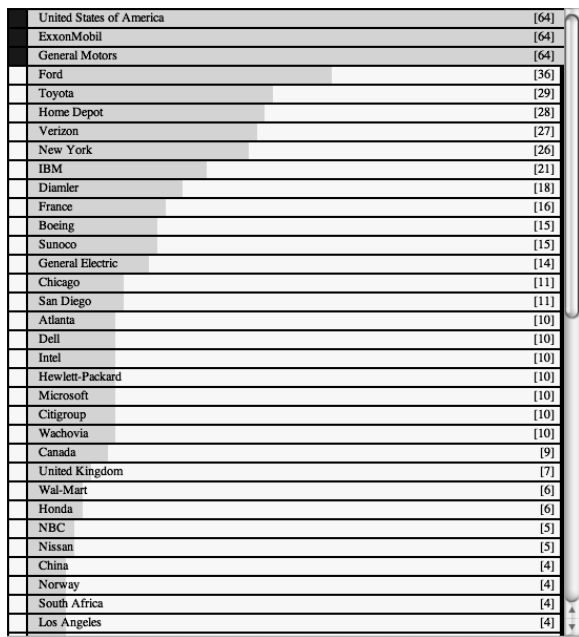 United States of America [64]
ExxonMobil [64]
General Motors [64]
Ford [36]
Toyota [29]
Home Depot [28]
Verizon [27]
New York [26]
IBM [21]
Diamler [18]
France [16]
Boeing [15]
Sunoco [15]
General Electric [14]
Chicago [11]
San Diego [11]
Atlanta [10]
Dell [10]
Intel [10]
Hewlett-Packard [10]
Microsoft [10]
Citigroup [10]
Wachovia [10]
Canada [9]
United Kingdom [7]
Wal-Mart [6]
Honda [6]
NBC [5]
Nissan [5]
China [4]
Norway [4]
South Africa [4]
Los Angeles [4]